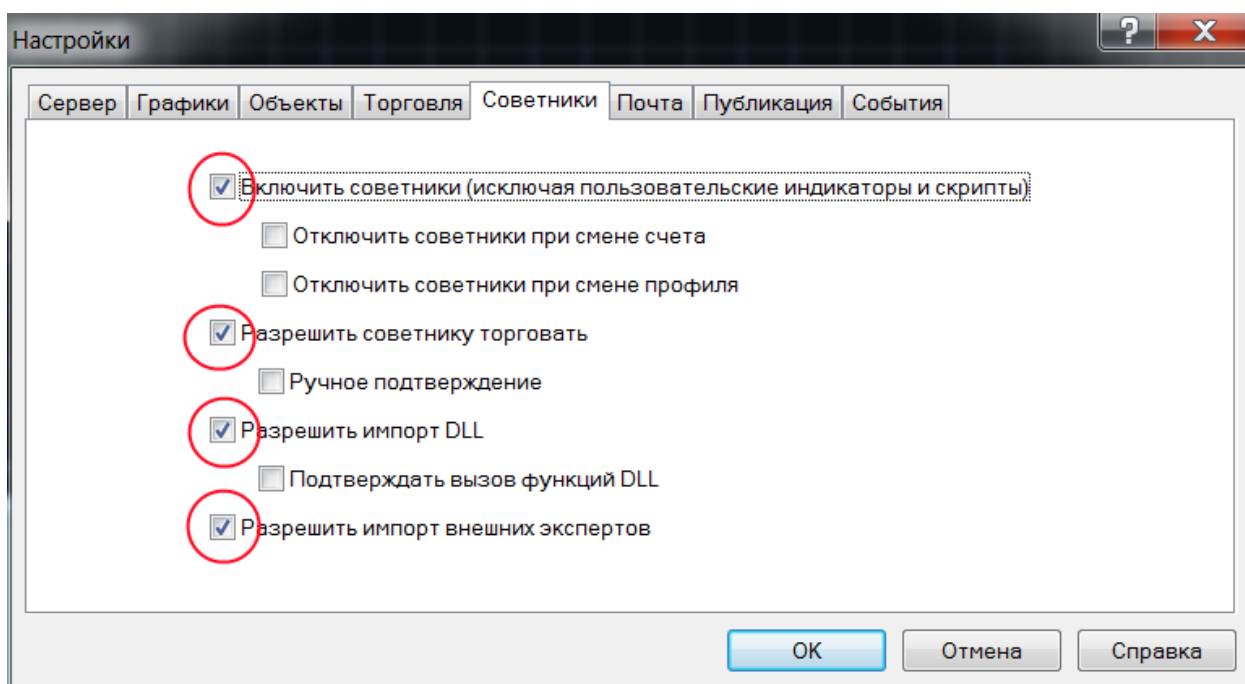 Настройки
Сервер Графики Объекты Торговля Советники Почта Публикация События
Включить советники (исключая пользовательские индикаторы и скрипты)
Отключить советники при смене счета
Отключить советники при смене профиля
Разрешить советнику торговать
Ручное подтверждение
Разрешить импорт DLL
Подтверждать вызов функций DLL
Разрешить импорт внешних экспертов
OK Отмена Справка